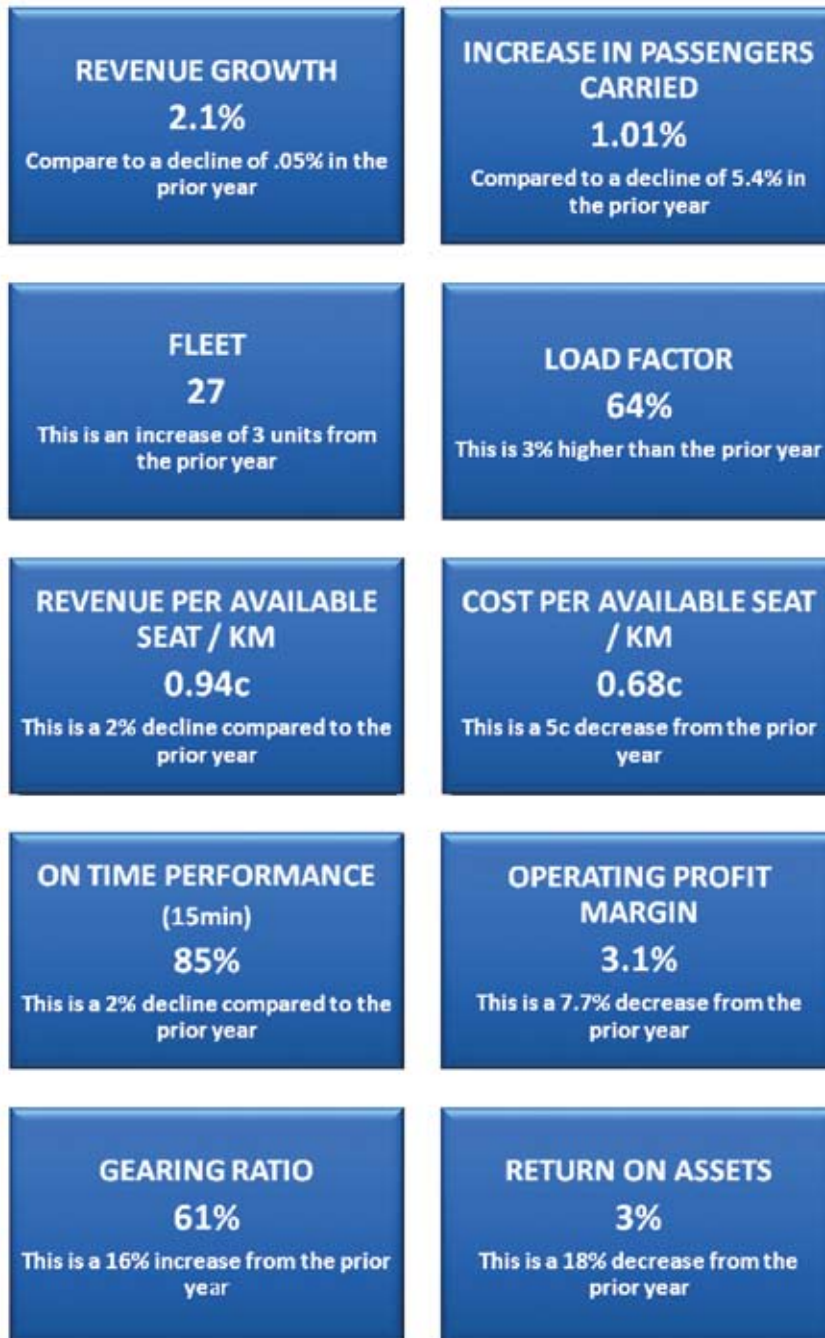 REVENUE GROWTH
2.1%
Compare to a decline of .05% in the
prior year
INCREASE IN PASSENGERS
CARRIED
1.01%
Compared to a decline of 5.4% in
the prior year
FLEET
27
This is an increase of 3 units from
the prior year
LOAD FACTOR
64%
This is 3% higher than the prior year
REVENUE PER AVAILABLE
SEAT / KM
0.94c
This is a 2% decline compared to the
prior year
COST PER AVAILABLE SEAT
/ KM
0.68c
This is a 5c decrease from the prior
year
ON TIME PERFORMANCE
(15min)
85%
This is a 2% decline compared to the
prior year
OPERATING PROFIT
MARGIN
3.1%
This is a 7.7% decrease from the
prior year
GEARING RATIO
61%
This is a 16% increase from the prior
year
RETURN ON ASSETS
3%
This is a 18% decrease from the
prior year